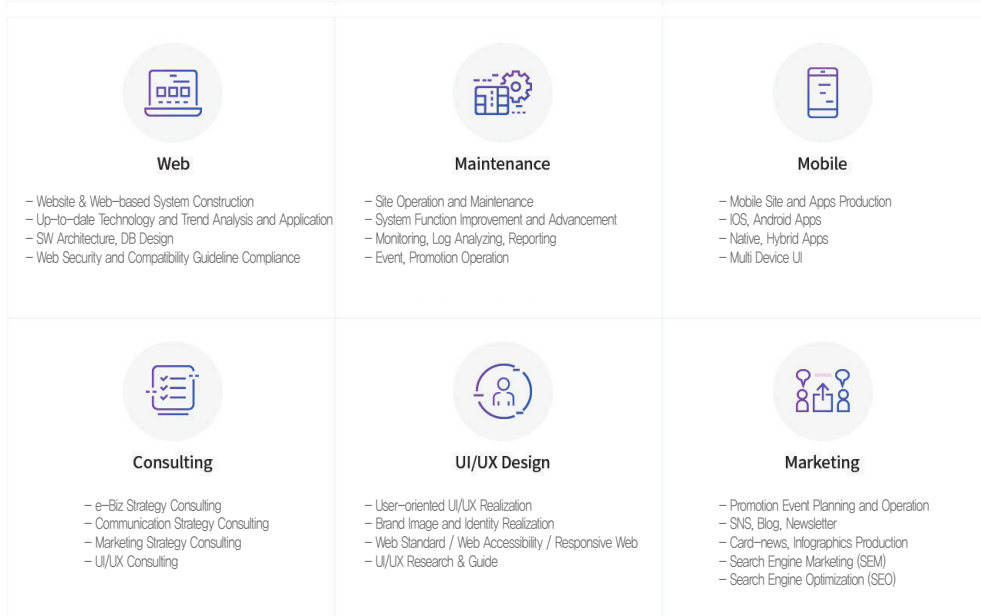 Web
– Website & Web-based System Construction
– Up-to-date Technology and Trend Analysis and Application
– SW Architecture, DB Design
– Web Security and Compatibility Guideline Compliance
Maintenance
– Site Operation and Maintenance
– System Function Improvement and Advancement
– Monitoring, Log Analyzing, Reporting
– Event, Promotion Operation
Mobile
– Mobile Site and Apps Production
– IOS, Android Apps
– Native, Hybrid Apps
– Multi Device UI
Consulting
– e-Biz Strategy Consulting
– Communication Strategy Consulting
– Marketing Strategy Consulting
– UI/UX Consulting
UI/UX Design
– User-oriented UI/UX Realization
– Brand Image and Identity Realization
– Web Standard / Web Accessibility / Responsive Web
– UI/UX Research & Guide
Marketing
– Promotion Event Planning and Operation
– SNS, Blog, Newsletter
– Card-news, Infographics Production
– Search Engine Marketing (SEM)
– Search Engine Optimization (SEO)